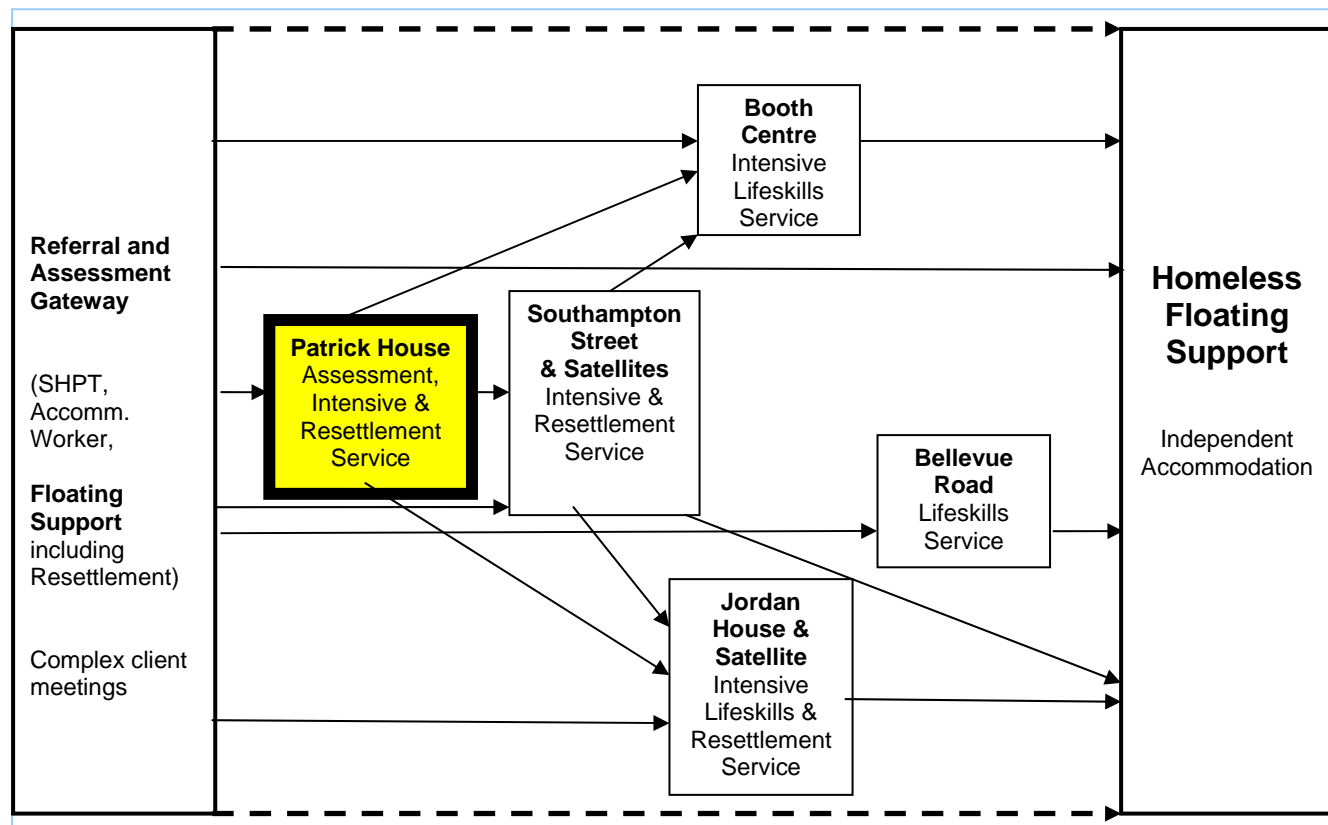 Referral and
Assessment
Gateway
(SHPT,
Accomm.
Worker,
Floating
Support
including
Resettlement)
Complex client
meetings
Patrick House
Assessment,
Intensive &
Resettlement
Service
Southampton
Street
& Satellites
Intensive &
Resettlement
Service
Booth
Centre
Intensive
Lifeskills
Service
Bellevue
Road
Lifeskills
Service
Jordan
House &
Satellite
Intensive
Lifeskills &
Resettlement
Service
Homeless
Floating
Support
Independent
Accommodation